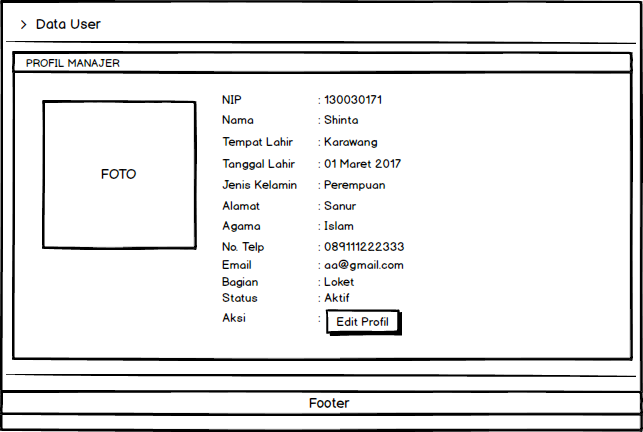 > Data User
PROFIL MANAJER
FOTO
NIP : 130030171
Nama : Shinta
Tempat Lahir : Karawang
Tanggal Lahir : 01 Maret 2017
Jenis Kelamin : Perempuan
Alamat : Sanur
Agama : Islam
No. Telp : 089111222333
Email : aa@gmail.com
Bagian : Loket
Status : Aktif
Aksi : Edit Profil
Footer